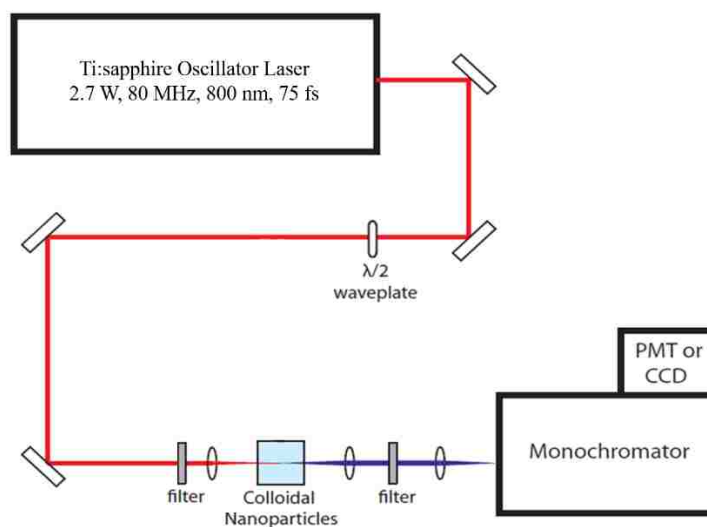 Ti:sapphire Oscillator Laser
2.7 W, 80 MHz, 800 nm, 75 fs
λ/2
waveplate
PMT or
CCD
Monochromator
filter
Colloidal
Nanoparticles
filter